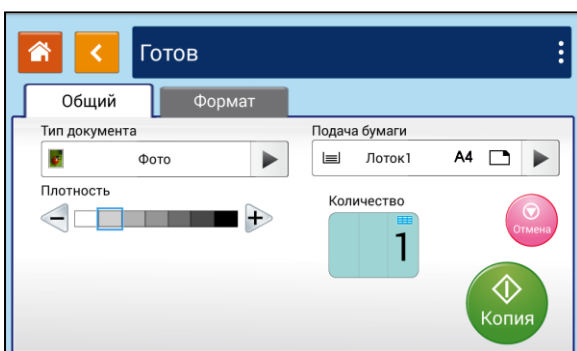 Готов
Общий Формат
Тип документа Подача бумаги
Фото Лоток1 A4
Плотность Количество
1
Отмена
Копия